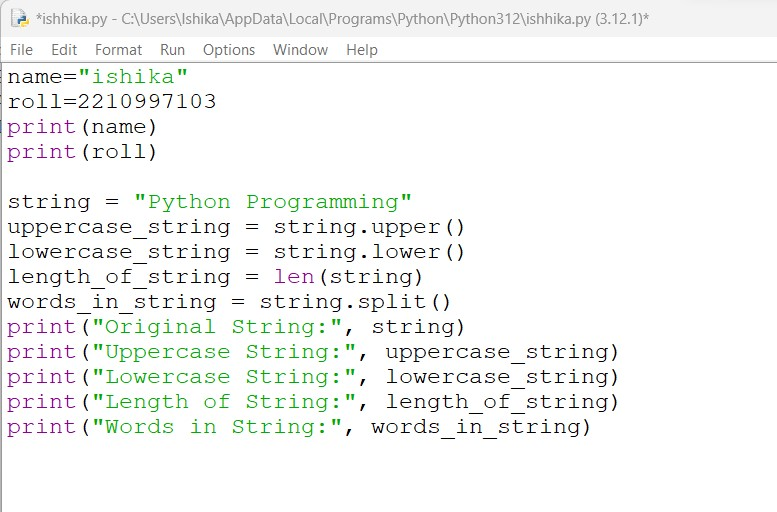 *ishhika.py - C:\Users\Ishika\AppData\Local\Programs\Python\Python312\ishhika.py (3.12.1)*
File Edit Format Run Options Window Help
name="ishika"
roll=2210997103
print(name)
print(roll)

string = "Python Programming"
uppercase_string = string.upper()
lowercase_string = string.lower()
length_of_string = len(string)
words_in_string = string.split()
print("Original String:", string)
print("Uppercase String:", uppercase_string)
print("Lowercase String:", lowercase_string)
print("Length of String:", length_of_string)
print("Words in String:", words_in_string)